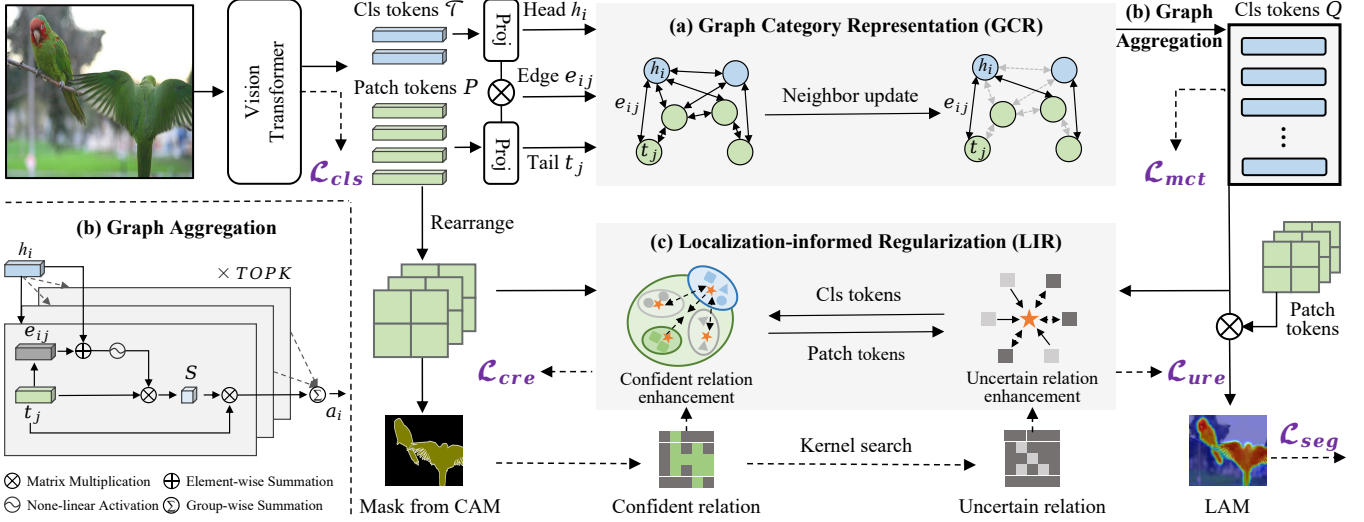 Vision
Transformer
Cls tokens 𝒯
Patch tokens P
Proj
Proj
Head h_i
Edge e_ij
Tail t_j
ℒ_cls
(a) Graph Category Representation (GCR)
h_i
e_ij
t_j
Neighbor update
h_i
e_ij
t_j
(b) Graph
Aggregation
Cls tokens Q
ℒ_mct
Rearrange
(b) Graph Aggregation
h_i
× TOPK
e_ij
t_j
S
Σ
a_i
Matrix Multiplication
Element-wise Summation
None-linear Activation
Σ Group-wise Summation
(c) Localization-informed Regularization (LIR)
Cls tokens
Patch tokens
Confident relation
enhancement
Uncertain relation
enhancement
ℒ_cre
ℒ_ure
Patch
tokens
ℒ_seg
Kernel search
Mask from CAM
Confident relation
Uncertain relation
LAM